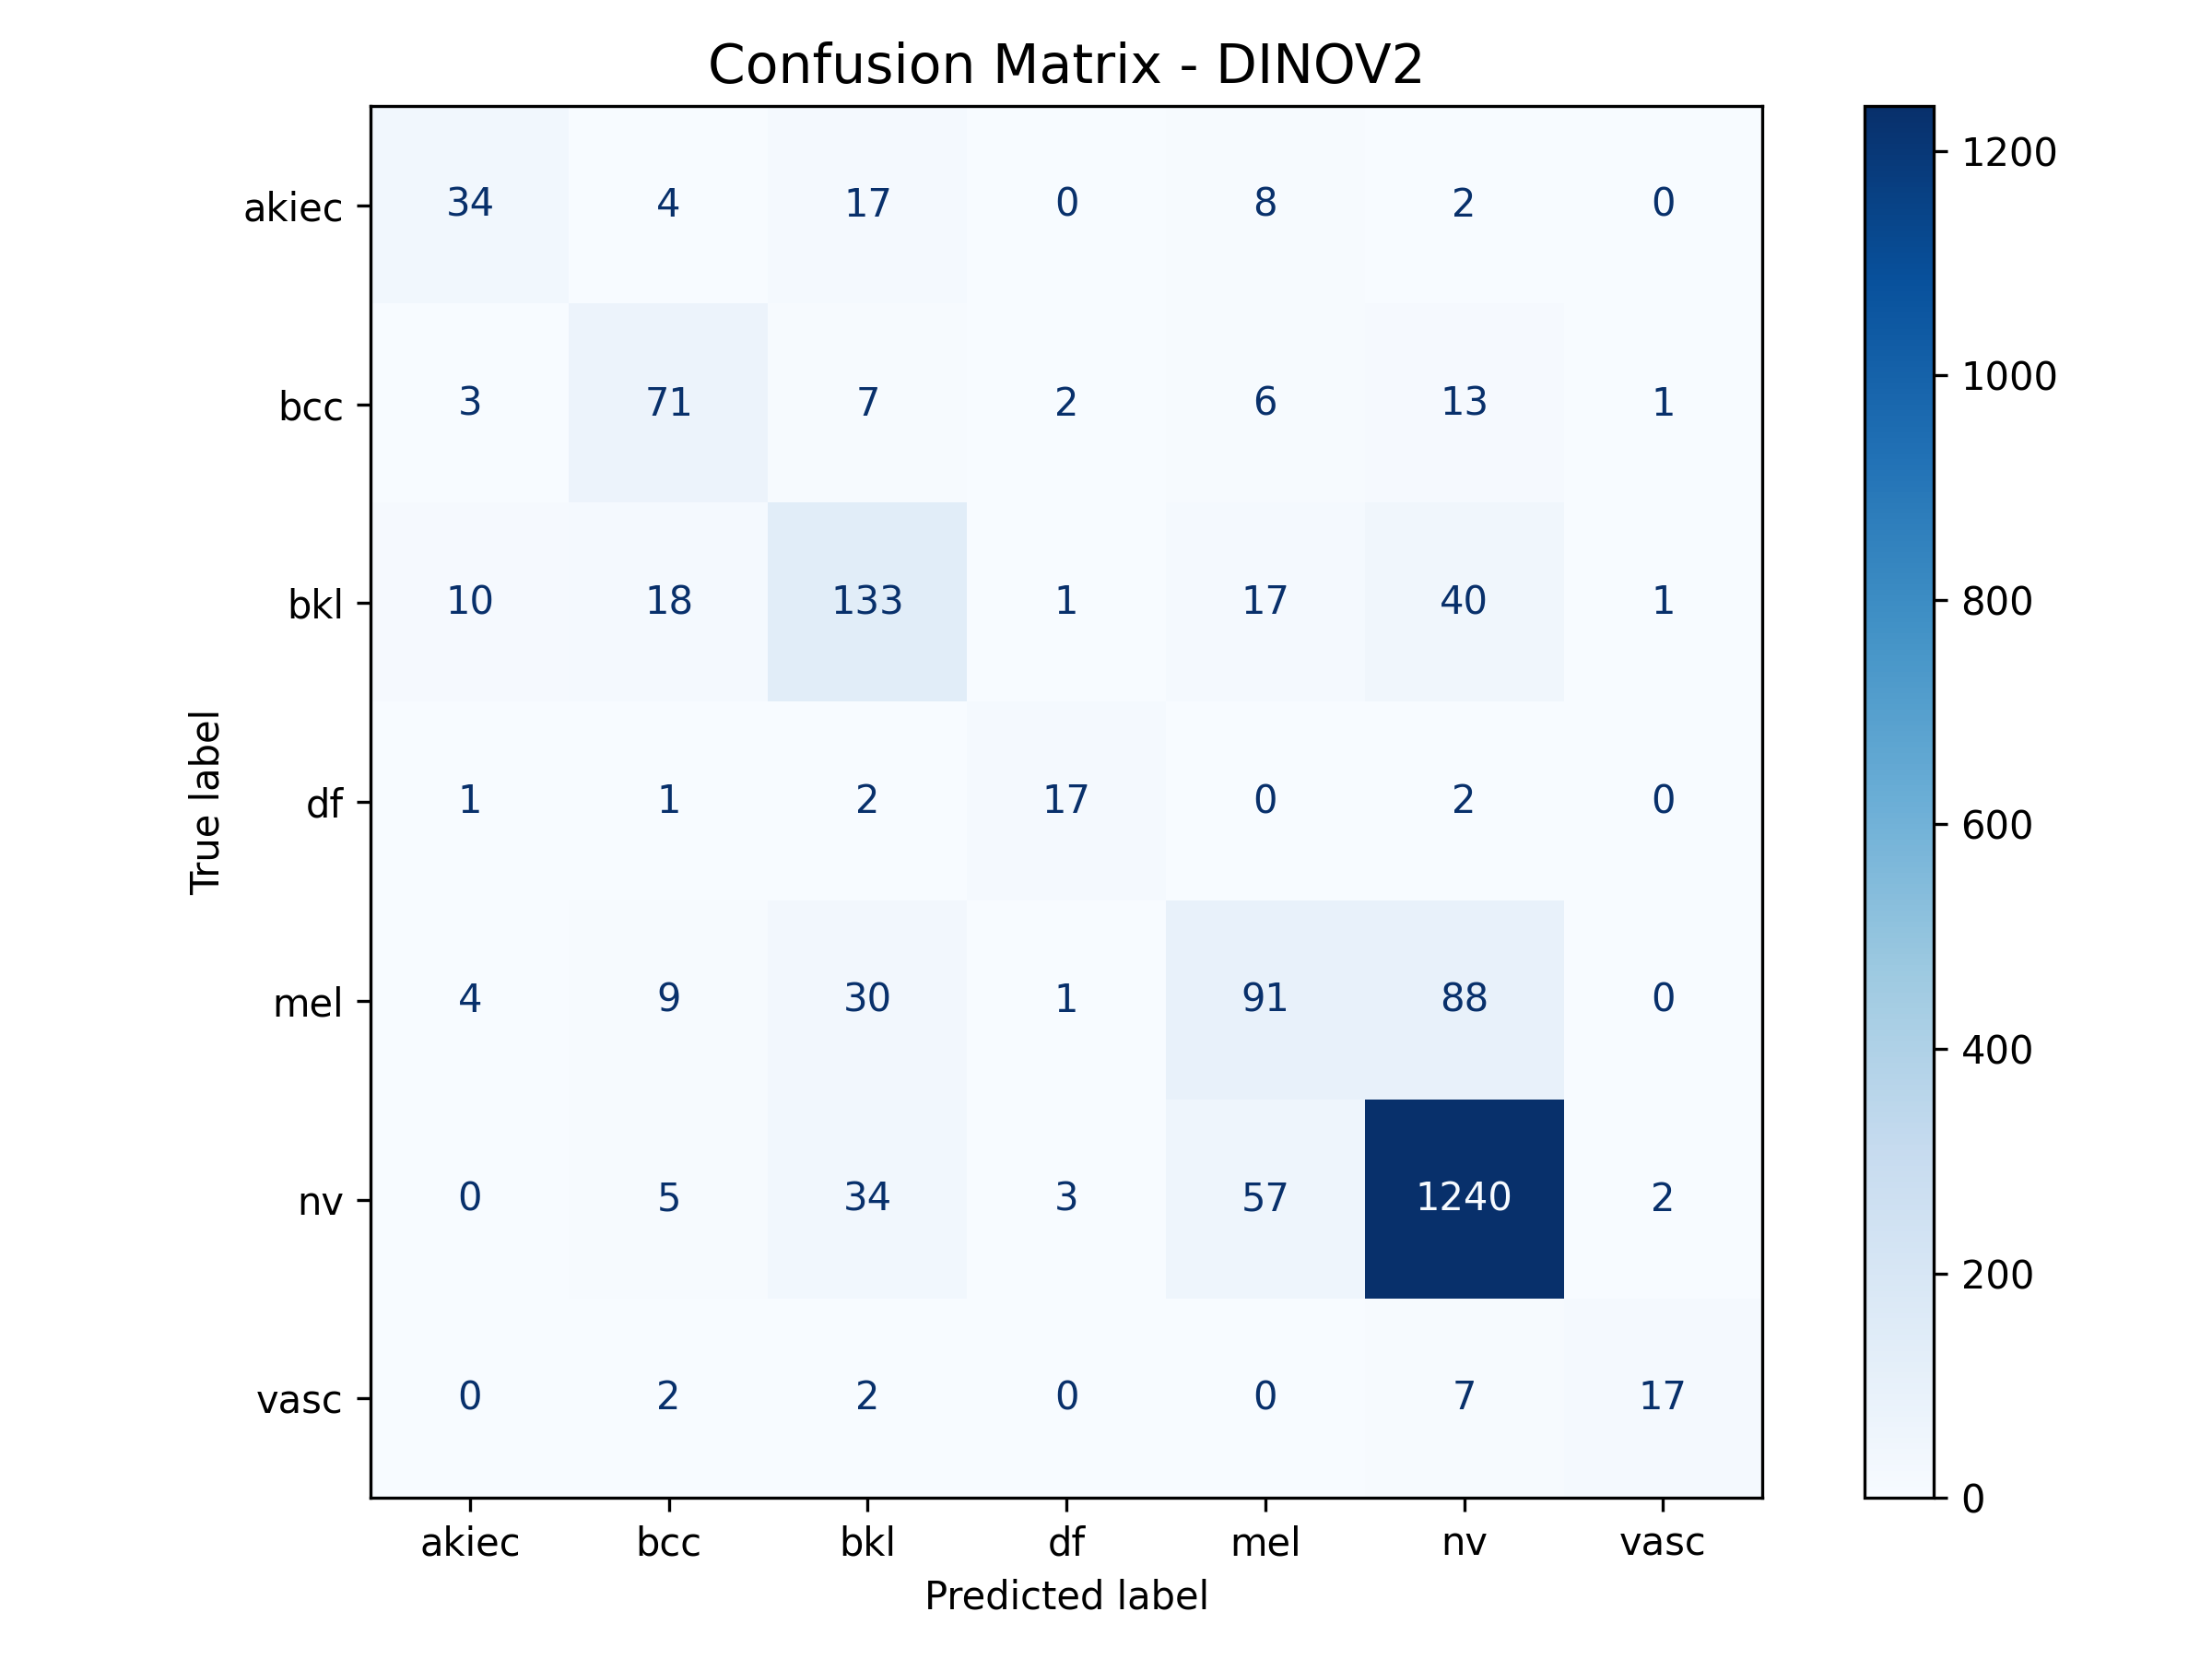 Confusion Matrix - DINOV2
akiec 34 4 17 0 8 2 0
bcc 3 71 7 2 6 13 1
bkl 10 18 133 1 17 40 1
df 1 1 2 17 0 2 0
mel 4 9 30 1 91 88 0
nv 0 5 34 3 57 1240 2
vasc 0 2 2 0 0 7 17
akiec bcc bkl df mel nv vasc
Predicted label
True label
1200
1000
800
600
400
200
0